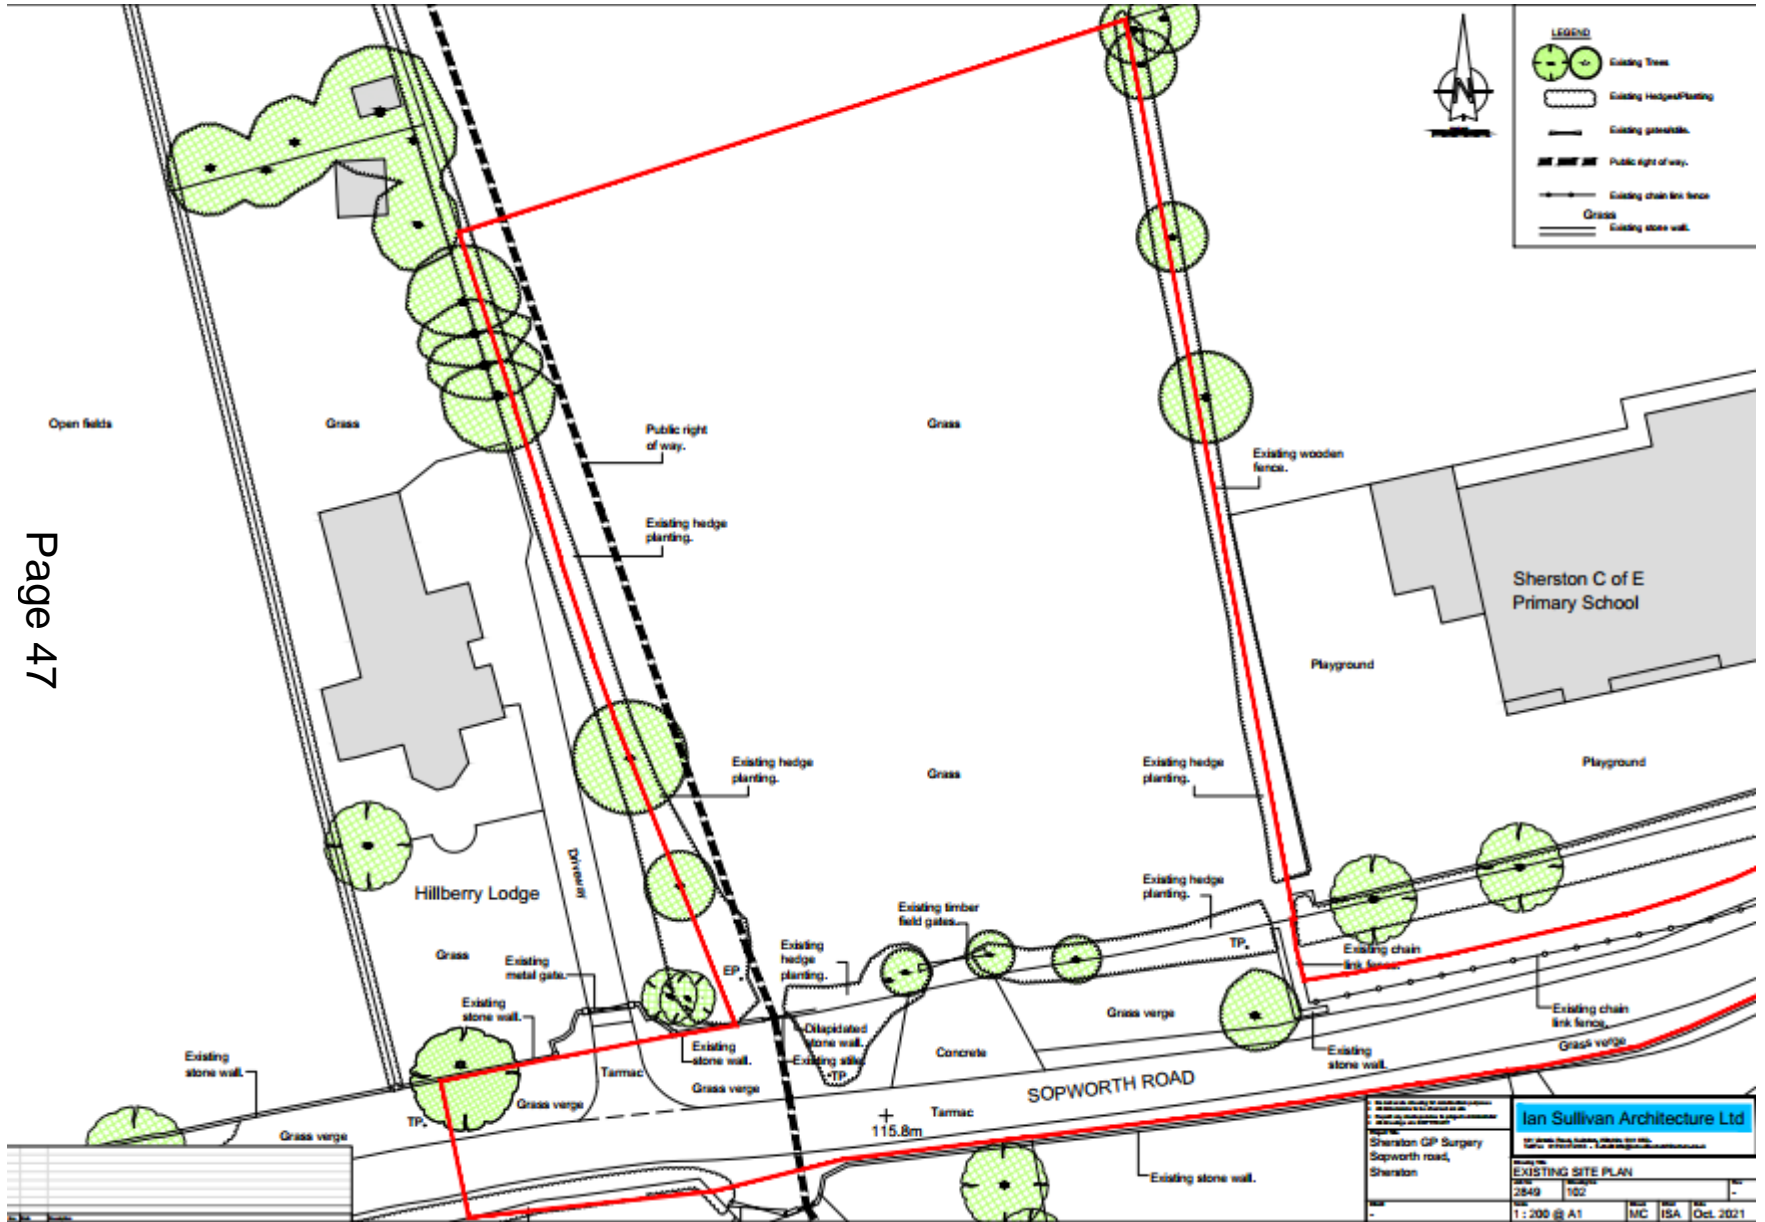 LEGEND
Existing Trees
Existing Hedges/Planting
Public right of way.
Existing chain link fence
Grass
Existing stone wall.
N
Open fields
Grass
Public right
of way.
Grass
Existing wooden
fence.
Existing hedge
planting.
Sherston C of E
Primary School
Playground
Page 47
Existing hedge
planting.
Grass
Existing hedge
planting.
Playground
Driveway
Hillberry Lodge
Existing hedge
planting.
Existing timber
field gates.
Grass
Existing
metal gate.
EP.
Existing
hedge
planting.
TP.
Existing chain
link fence.
Existing
stone wall.
Grass verge
Existing chain
link fence.
Dilapidated
stone wall.
Existing
stone wall.
Existing stile.
TP.
Concrete
Existing
stone wall.
Grass verge
Existing
stone wall.
Tarmac
Grass verge
Grass verge
SOPWORTH ROAD
Tarmac
115.8m
TP.
Grass verge
Existing stone wall.
Ian Sullivan Architecture Ltd
Sherston GP Surgery
Sopworth road,
Sherston
EXISTING SITE PLAN
2849
102
-
-
1 : 200 @ A1
MC
ISA
Oct. 2021